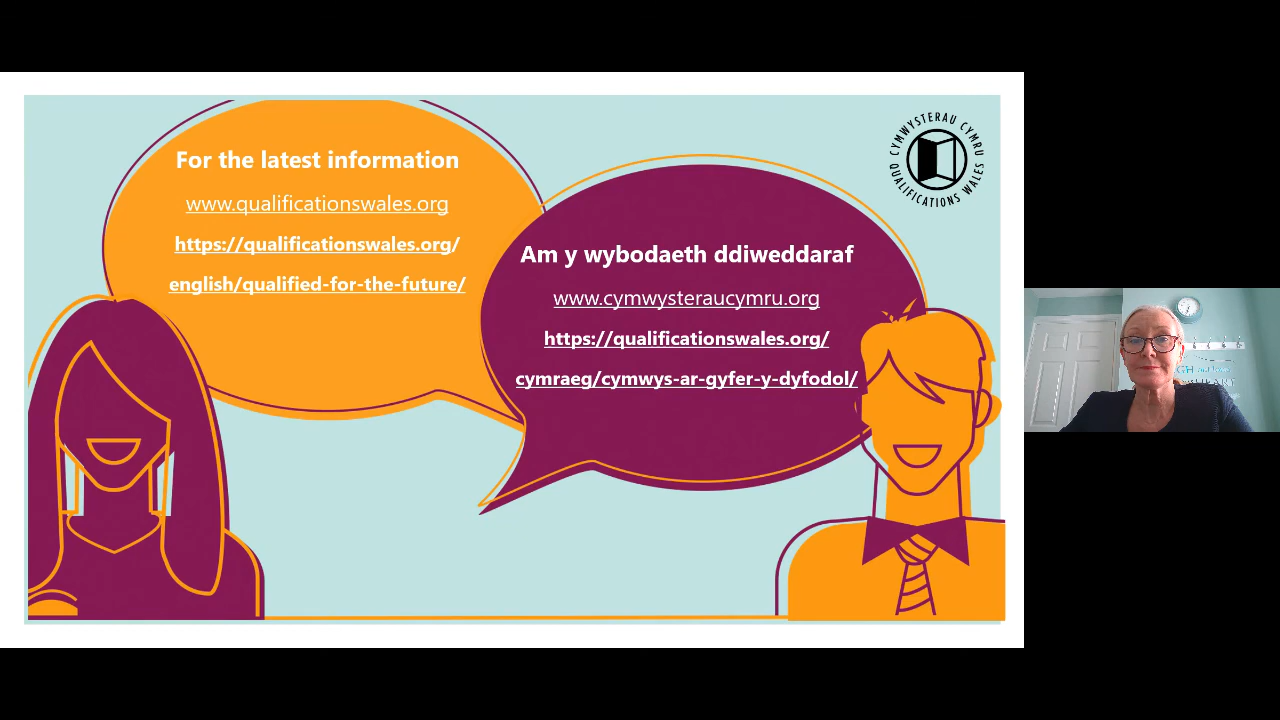 For the latest information
www.qualificationswales.org
https://qualificationswales.org/
english/qualified-for-the-future/
Am y wybodaeth ddiweddaraf
www.cymwysteraucymru.org
https://qualificationswales.org/
cymraeg/cymwys-ar-gyfer-y-dyfodol/
CYMWYSTERAU CYMRU
QUALIFICATIONS WALES